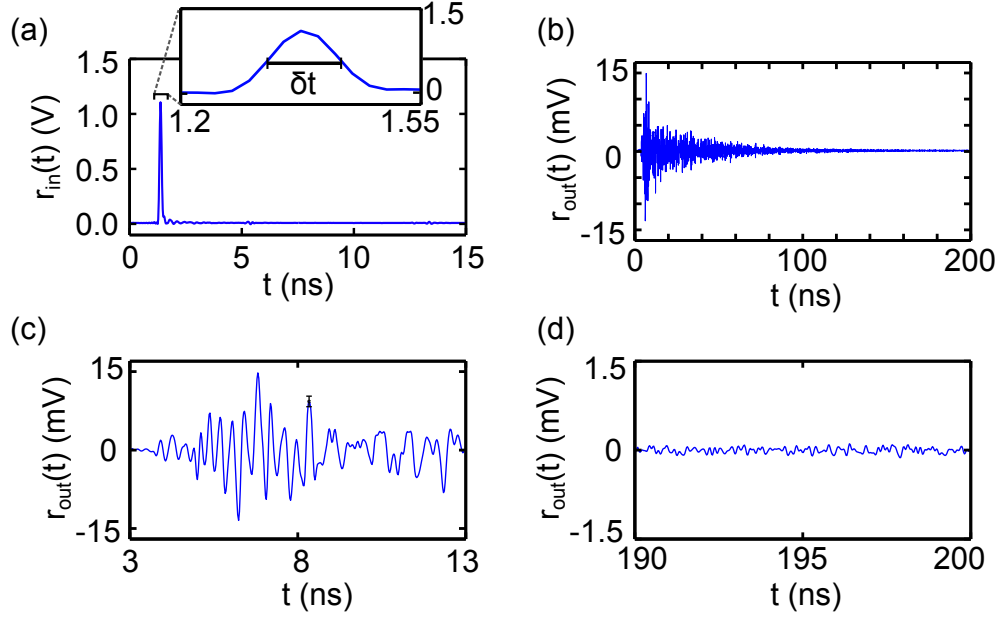 (a)
1.5
δt
0
1.2
1.55
1.5
1.0
0.5
0.0
r_in(t) (V)
0
5
10
15
t (ns)
(b)
15
0
-15
r_out(t) (mV)
0
100
200
t (ns)
(c)
15
0
-15
r_out(t) (mV)
3
8
13
t (ns)
(d)
1.5
0
-1.5
r_out(t) (mV)
190
195
200
t (ns)